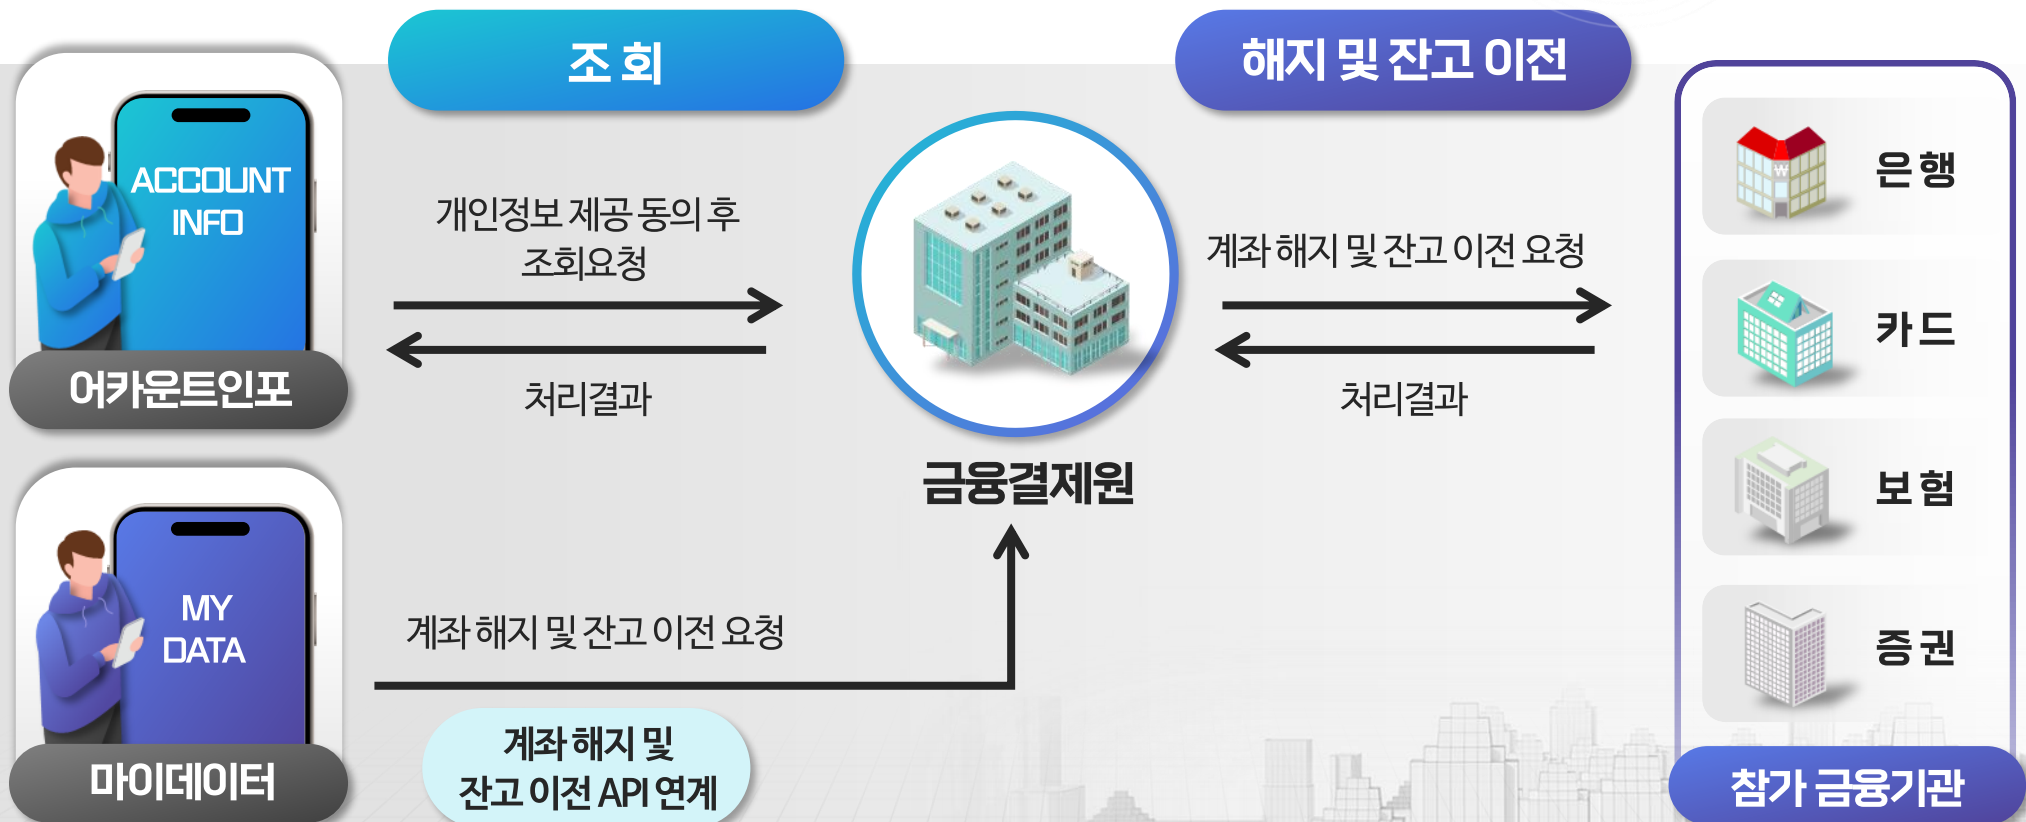 조 회
해지 및 잔고 이전
ACCOUNT
INFO
어카운트인포
개인정보 제공 동의 후
조회요청
처리결과
금융결제원
계좌 해지 및 잔고 이전 요청
처리결과
은 행
₩
카 드
보 험
증 권
참가 금융기관
MY
DATA
마이데이터
계좌 해지 및 잔고 이전 요청
계좌 해지 및
잔고 이전 API 연계